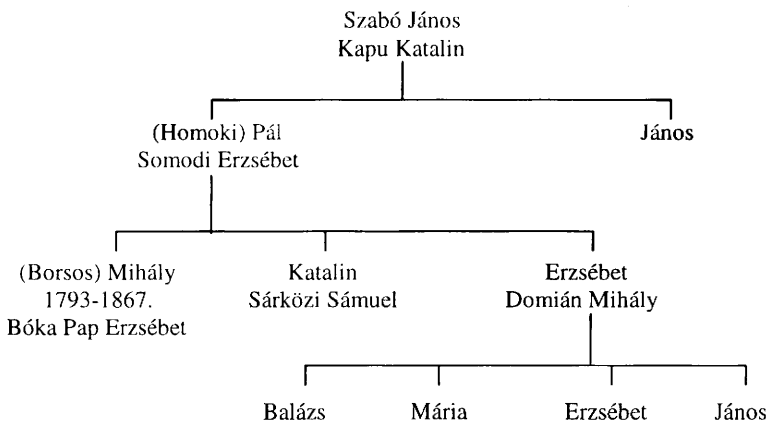 Szabó János
Kapu Katalin
(Homoki) Pál
Somodi Erzsébet
János
(Borsos) Mihály
1793-1867.
Bóka Pap Erzsébet
Katalin
Sárközi Sámuel
Erzsébet
Domián Mihály
Balázs
Mária
Erzsébet
János